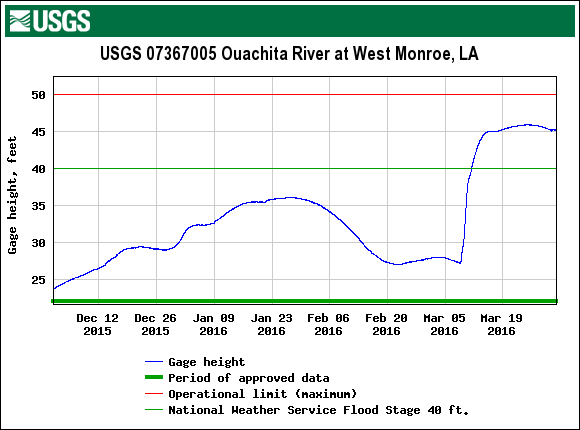 USGS
USGS 07367005 Ouachita River at West Monroe, LA
Gage height, feet
50
45
40
35
30
25
Dec 12 Dec 26 Jan 09 Jan 23 Feb 06 Feb 20 Mar 05 Mar 19
2015 2015 2016 2016 2016 2016 2016 2016
Gage height
Period of approved data
Operational limit (maximum)
National Weather Service Flood Stage 40 ft.